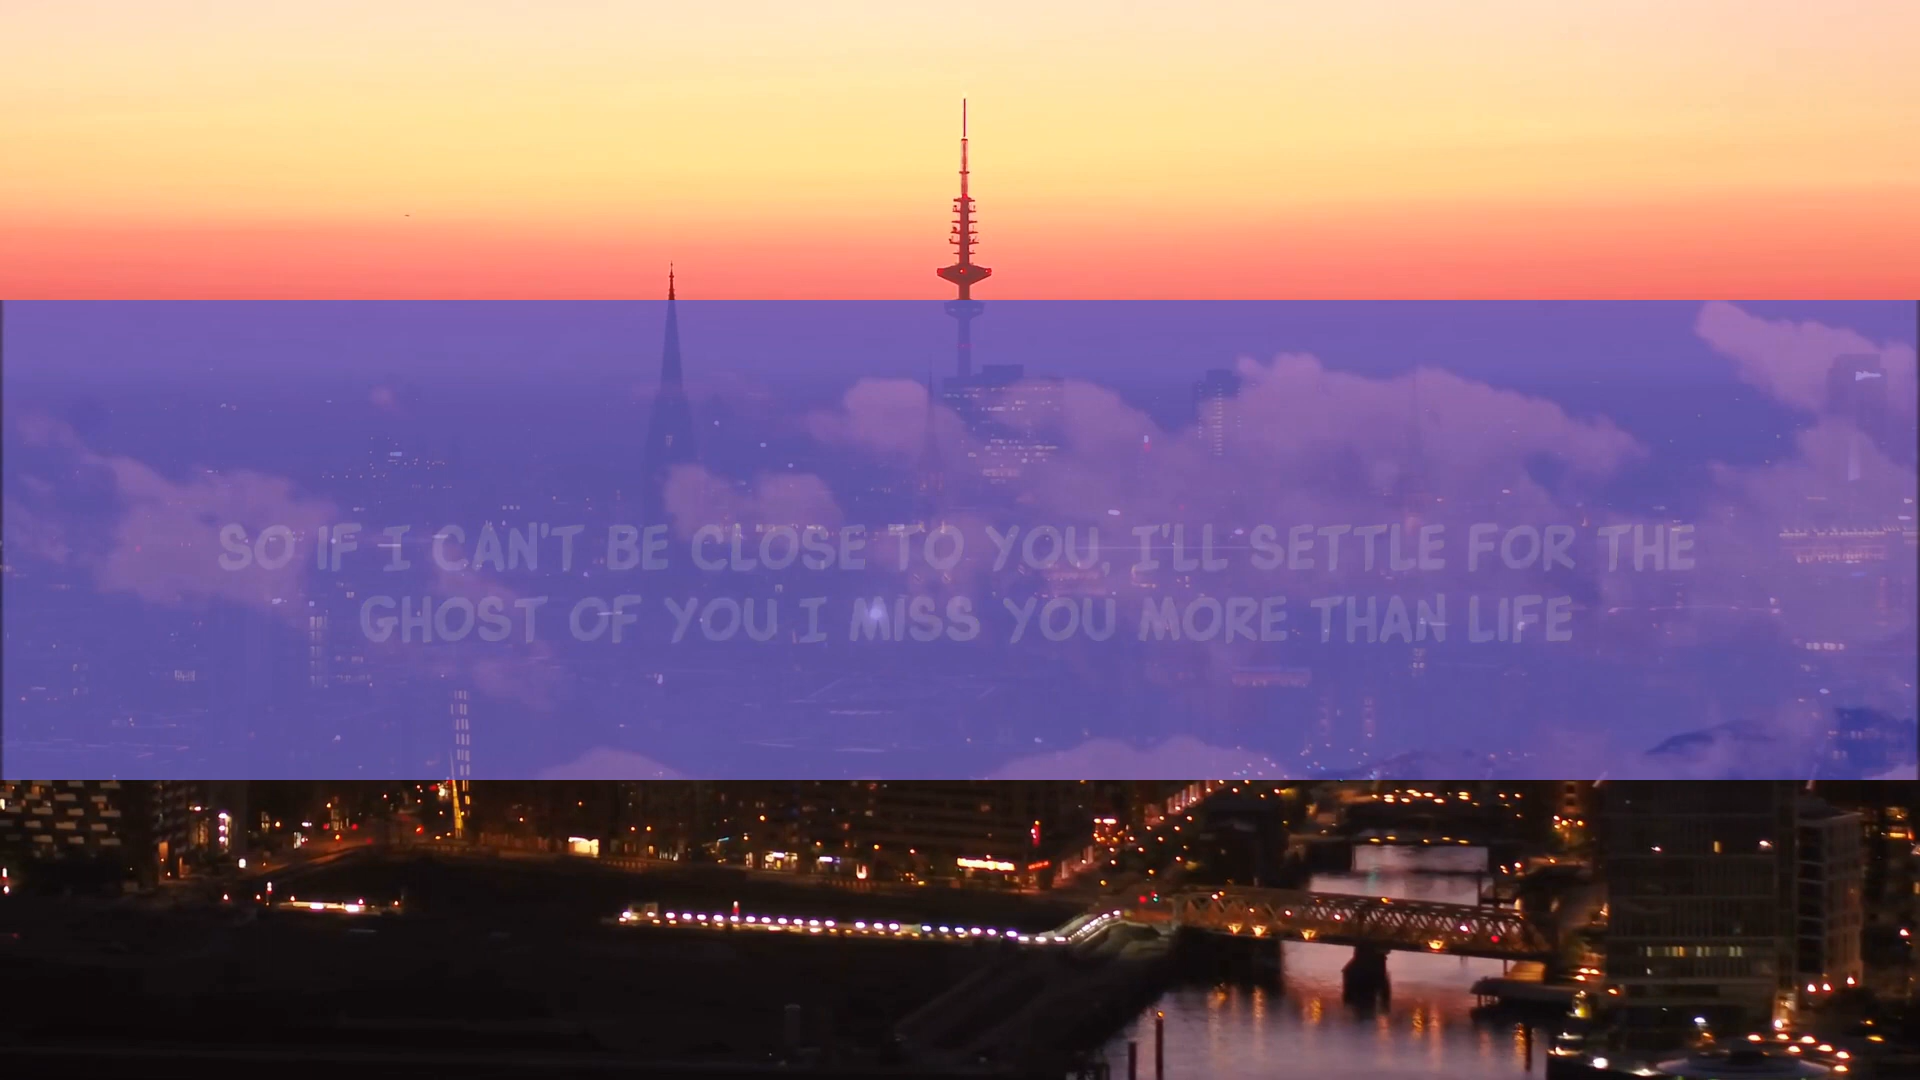 SO IF I CAN'T BE CLOSE TO YOU, I'LL SETTLE FOR THE
GHOST OF YOU I MISS YOU MORE THAN LIFE